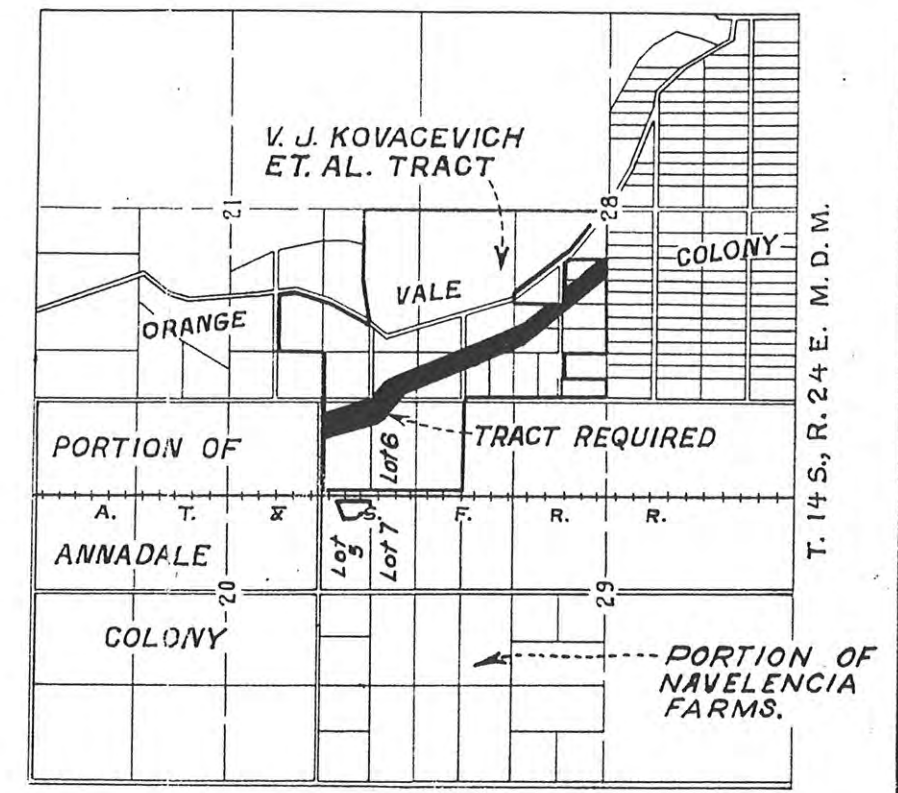 V. J. KOVACEVICH
ET. AL. TRACT
21
28
COLONY
VALE
ORANGE
T. 14 S., R. 24 E. M. D. M.
PORTION OF
Lot 6
TRACT REQUIRED
A. T. & S. F. R. R.
ANNADALE
Lot 5
Lot 7
20
29
COLONY
PORTION OF
NAVELENCIA
FARMS.